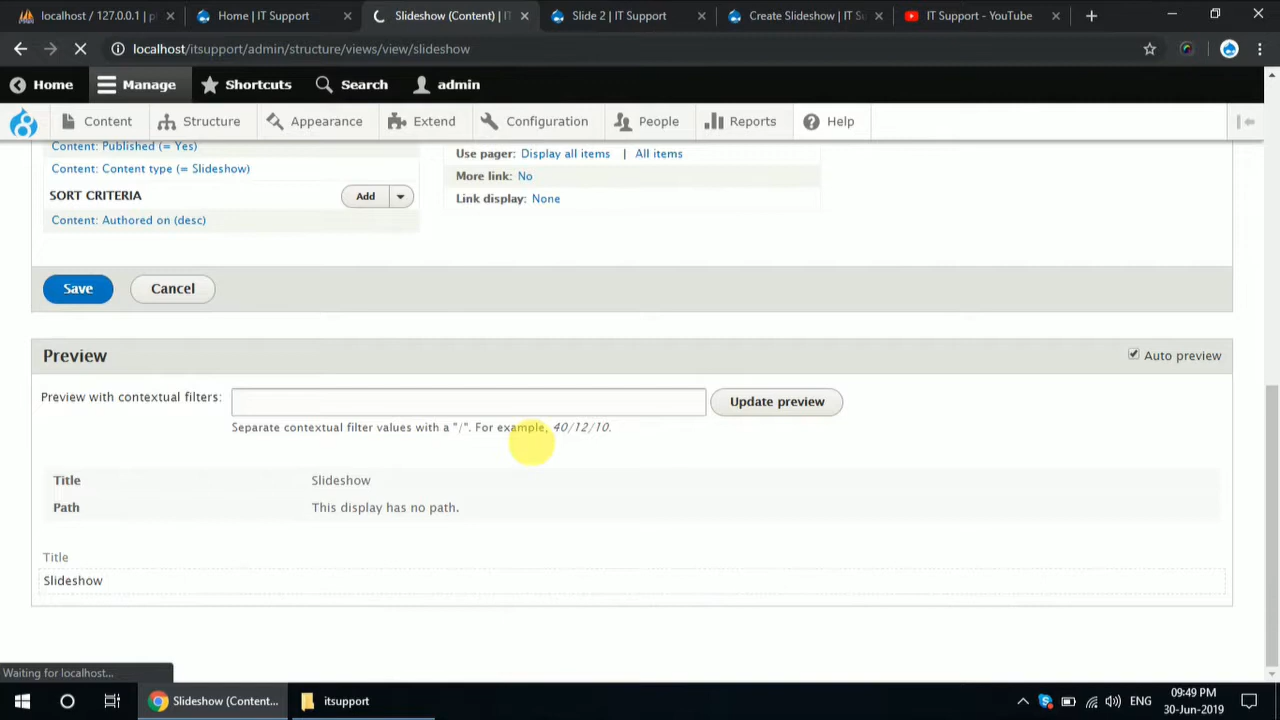 localhost / 127.0.0.1 | p
Home | IT Support
Slideshow (Content) | IT
Slide 2 | IT Support
Create Slideshow | IT Su
IT Support - YouTube
localhost/itsupport/admin/structure/views/view/slideshow
Home
Manage
Shortcuts
Search
admin
Content
Structure
Appearance
Extend
Configuration
People
Reports
Help
Content: Published (= Yes)
Use pager: Display all items | All items
Content: Content type (= Slideshow)
More link: No
SORT CRITERIA
Add
Link display: None
Content: Authored on (desc)
Save
Cancel
Preview
Auto preview
Preview with contextual filters:
Update preview
Separate contextual filter values with a "/". For example, 40/12/10.
Title Slideshow
Path This display has no path.
Title
Slideshow
Waiting for localhost...
Slideshow (Conten...
itsupport
ENG
09:49 PM
30-Jun-2019